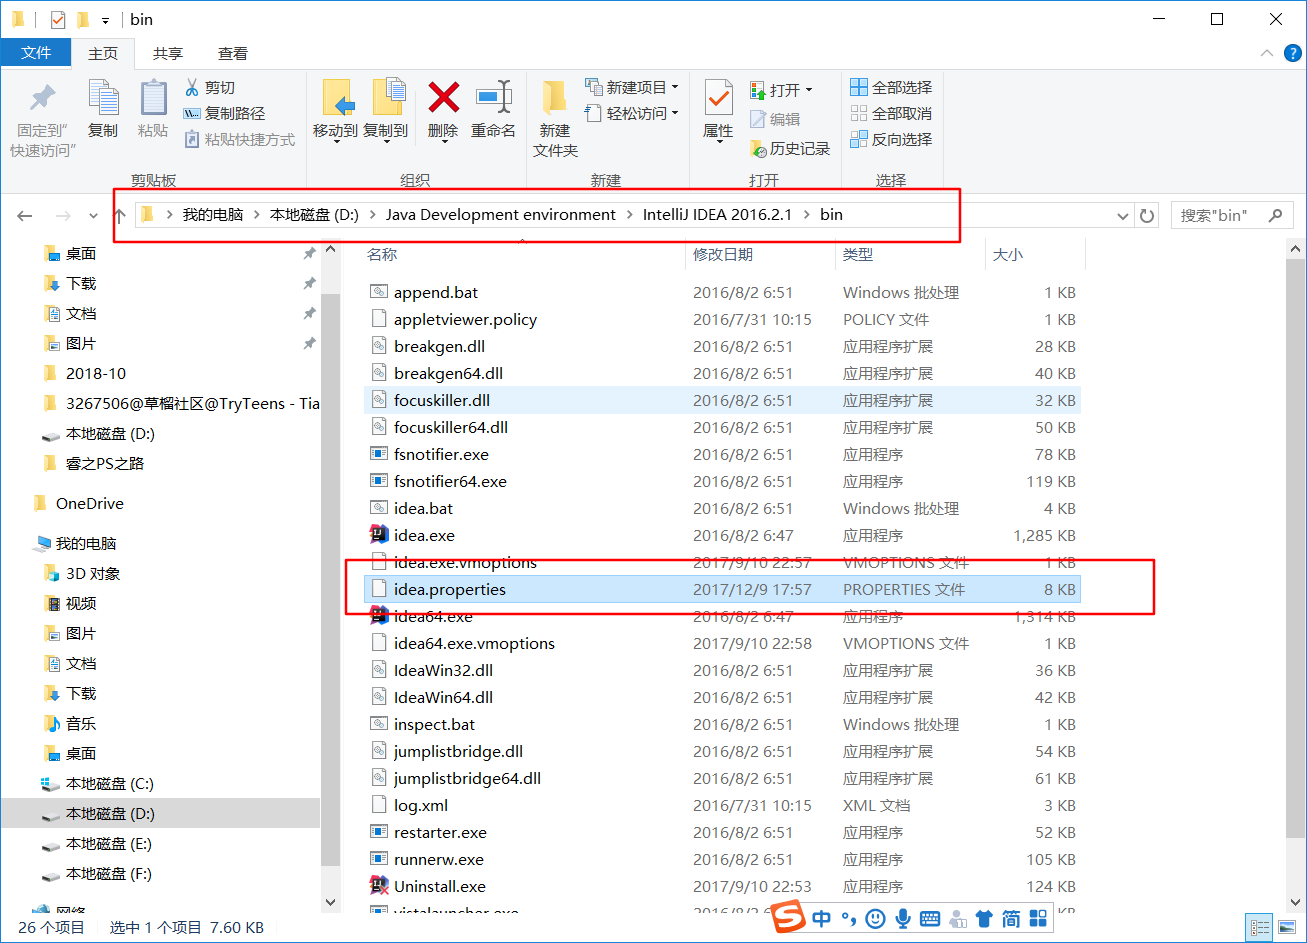 bin
文件 主页 共享 查看
固定到“快速访问” 复制 粘贴 剪切 复制路径 粘贴快捷方式
移动到 复制到 删除 重命名
新建文件夹 新建项目 轻松访问
属性 打开 编辑 历史记录
全部选择 全部取消 反向选择
剪贴板 组织 新建 打开 选择
我的电脑 本地磁盘 (D:) Java Development environment IntelliJ IDEA 2016.2.1 bin
搜索"bin"
桌面
下载
文档
图片
2018-10
3267506@草榴社区@TryTeens - Tia
本地磁盘 (D:)
睿之PS之路
OneDrive
我的电脑
3D 对象
视频
图片
文档
下载
音乐
桌面
本地磁盘 (C:)
本地磁盘 (D:)
本地磁盘 (E:)
本地磁盘 (F:)
网络
名称 修改日期 类型 大小
append.bat 2016/8/2 6:51 Windows 批处理 1 KB
appletviewer.policy 2016/7/31 10:15 POLICY 文件 1 KB
breakgen.dll 2016/8/2 6:51 应用程序扩展 28 KB
breakgen64.dll 2016/8/2 6:51 应用程序扩展 40 KB
focuskiller.dll 2016/8/2 6:51 应用程序扩展 32 KB
focuskiller64.dll 2016/8/2 6:51 应用程序扩展 50 KB
fsnotifier.exe 2016/8/2 6:51 应用程序 78 KB
fsnotifier64.exe 2016/8/2 6:51 应用程序 119 KB
idea.bat 2016/8/2 6:51 Windows 批处理 4 KB
idea.exe 2016/8/2 6:47 应用程序 1,285 KB
idea.exe.vmoptions 2017/9/10 22:57 VMOPTIONS 文件 1 KB
idea.properties 2017/12/9 17:57 PROPERTIES 文件 8 KB
idea64.exe 2016/8/2 6:47 应用程序 1,314 KB
idea64.exe.vmoptions 2017/9/10 22:58 VMOPTIONS 文件 1 KB
IdeaWin32.dll 2016/8/2 6:51 应用程序扩展 36 KB
IdeaWin64.dll 2016/8/2 6:51 应用程序扩展 42 KB
inspect.bat 2016/8/2 6:51 Windows 批处理 1 KB
jumplistbridge.dll 2016/8/2 6:51 应用程序扩展 54 KB
jumplistbridge64.dll 2016/8/2 6:51 应用程序扩展 61 KB
log.xml 2016/7/31 10:15 XML 文档 3 KB
restarter.exe 2016/8/2 6:51 应用程序 52 KB
runnerw.exe 2016/8/2 6:51 应用程序 105 KB
Uninstall.exe 2017/9/10 22:53 应用程序 124 KB
vistalauncher.exe 2016/8/2 6:51 KB
中 简
26 个项目 选中 1 个项目 7.60 KB